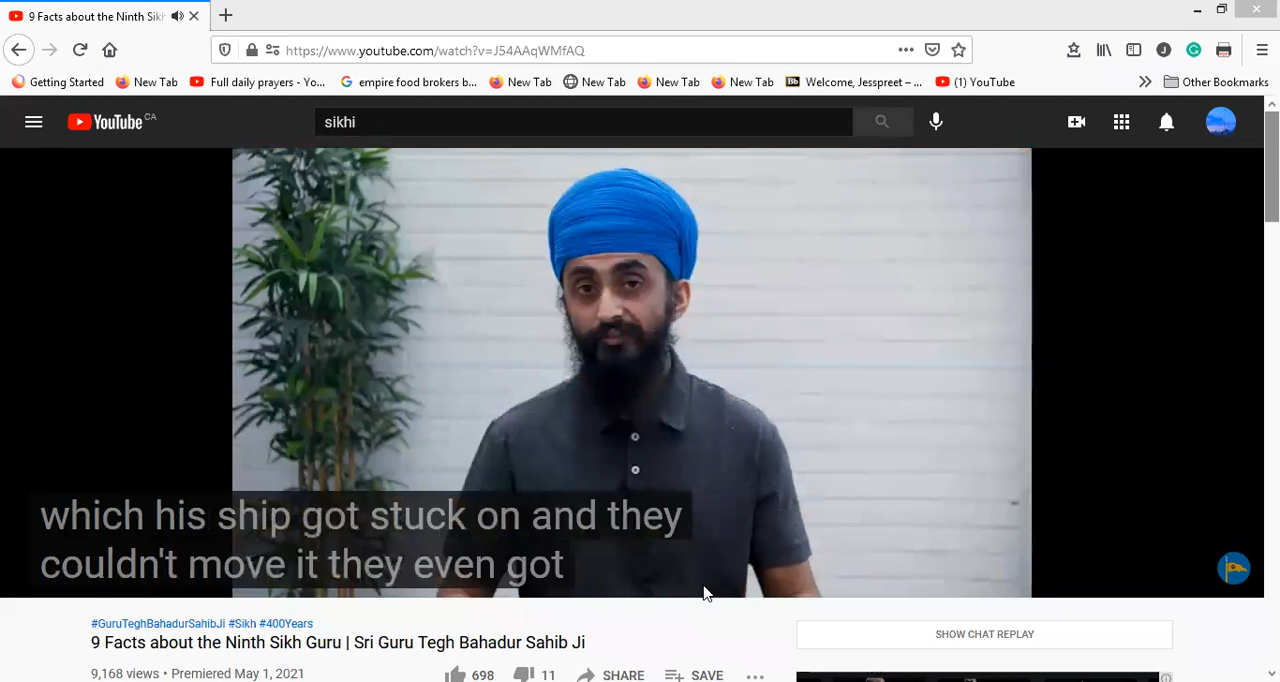 9 Facts about the Ninth Sikh
https://www.youtube.com/watch?v=J54AAqWMfAQ
Getting Started New Tab Full daily prayers - Yo... empire food brokers b... New Tab New Tab New Tab New Tab Welcome, Jesspreet – ... (1) YouTube Other Bookmarks
YouTube CA sikhi
which his ship got stuck on and they
couldn't move it they even got
#GuruTeghBahadurSahibJi #Sikh #400Years
9 Facts about the Ninth Sikh Guru | Sri Guru Tegh Bahadur Sahib Ji
SHOW CHAT REPLAY
9,168 views • Premiered May 1, 2021 698 11 SHARE SAVE